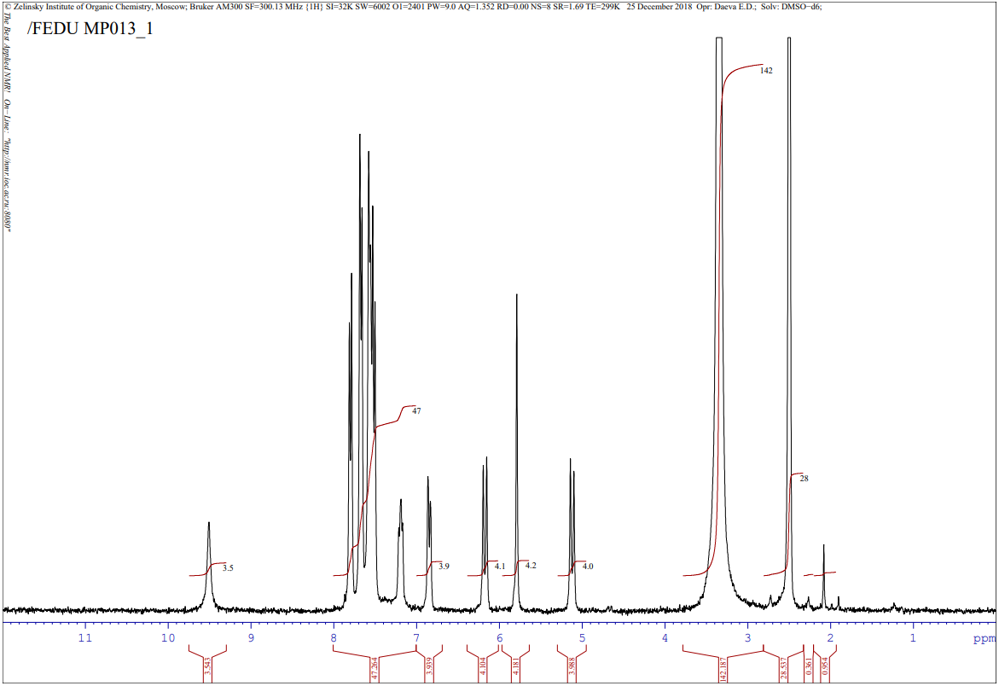 © Zelinsky Institute of Organic Chemistry, Moscow; Bruker AM300 SF=300.13 MHz {1H} SI=32K SW=6002 O1=2401 PW=9.0 AQ=1.352 RD=0.00 NS=8 SR=1.69 TE=299K 25 December 2018 Opr: Daeva E.D.; Solv: DMSO-d6;
The Best Applied NMR! On-Line: "http://nmr.ioc.ac.ru:8080"
/FEDU MP013_1
142
47
28
3.5
3.9
4.1
4.2
4.0
11 10 9 8 7 6 5 4 3 2 1 ppm
3.543 47.264 3.939 4.104 4.181 3.988 142.187 28.537 0.361 0.954